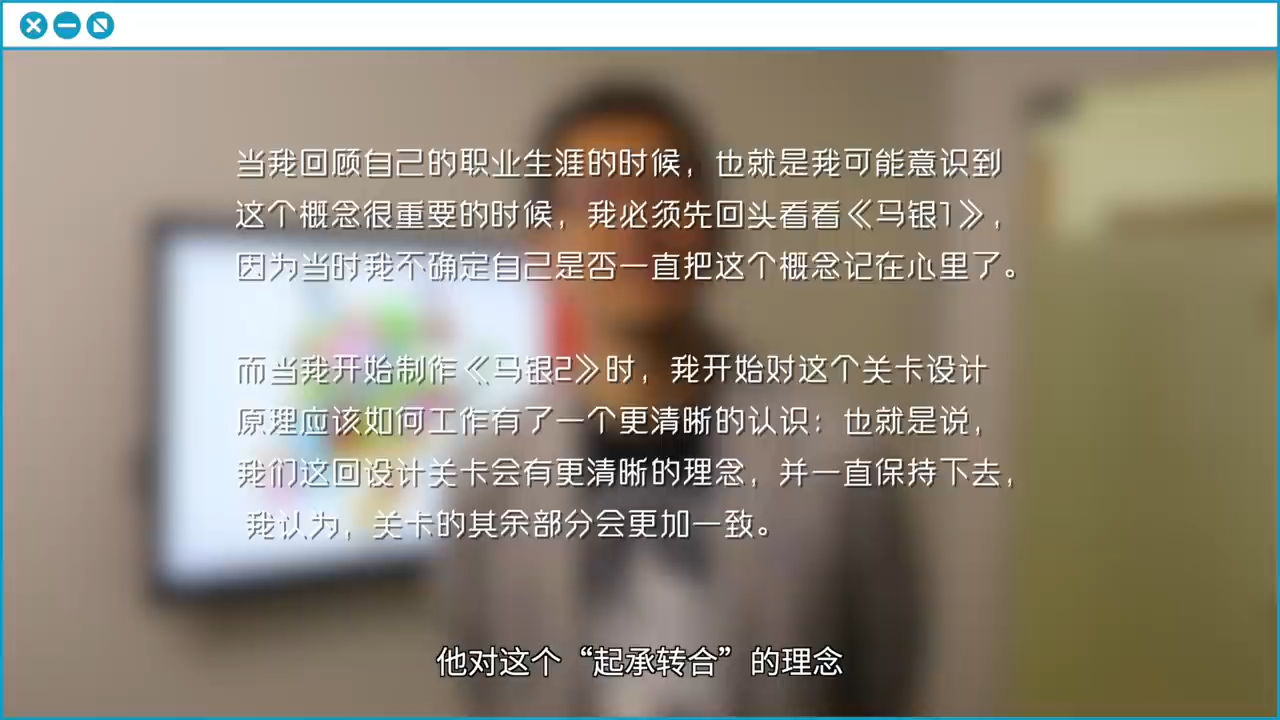 当我回顾自己的职业生涯的时候，也就是我可能意识到
这个概念很重要的时候，我必须先回头看看《马银1》，
因为当时我不确定自己是否一直把这个概念记在心里了。
而当我开始制作《马银2》时，我开始对这个关卡设计
原理应该如何工作有了一个更清晰的认识：也就是说，
我们这回设计关卡会有更清晰的理念，并一直保持下去，
我认为，关卡的其余部分会更加一致。
他对这个“起承转合”的理念